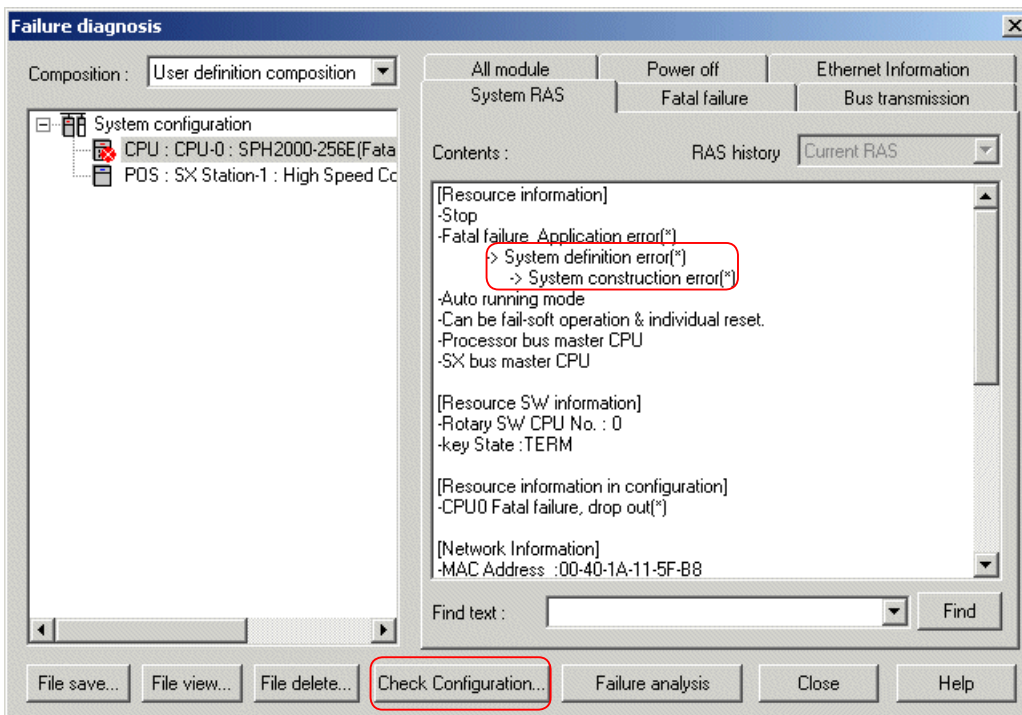 Failure diagnosis
Composition :
User definition composition
System configuration
CPU : CPU-0 : SPH2000-256E(Fata
POS : SX Station-1 : High Speed Cc
All module
Power off
Ethernet Information
System RAS
Fatal failure
Bus transmission
Contents :
RAS history
Current RAS
[Resource information]
-Stop
-Fatal failure Application error(*)
-> System definition error(*)
-> System construction error(*)
-Auto running mode
-Can be fail-soft operation & individual reset.
-Processor bus master CPU
-SX bus master CPU
[Resource SW information]
-Rotary SW CPU No. : 0
-key State :TERM
[Resource information in configuration]
-CPU0 Fatal failure, drop out(*)
[Network Information]
-MAC Address :00-40-1A-11-5F-B8
Find text :
Find
File save...
File view...
File delete...
Check Configuration...
Failure analysis
Close
Help